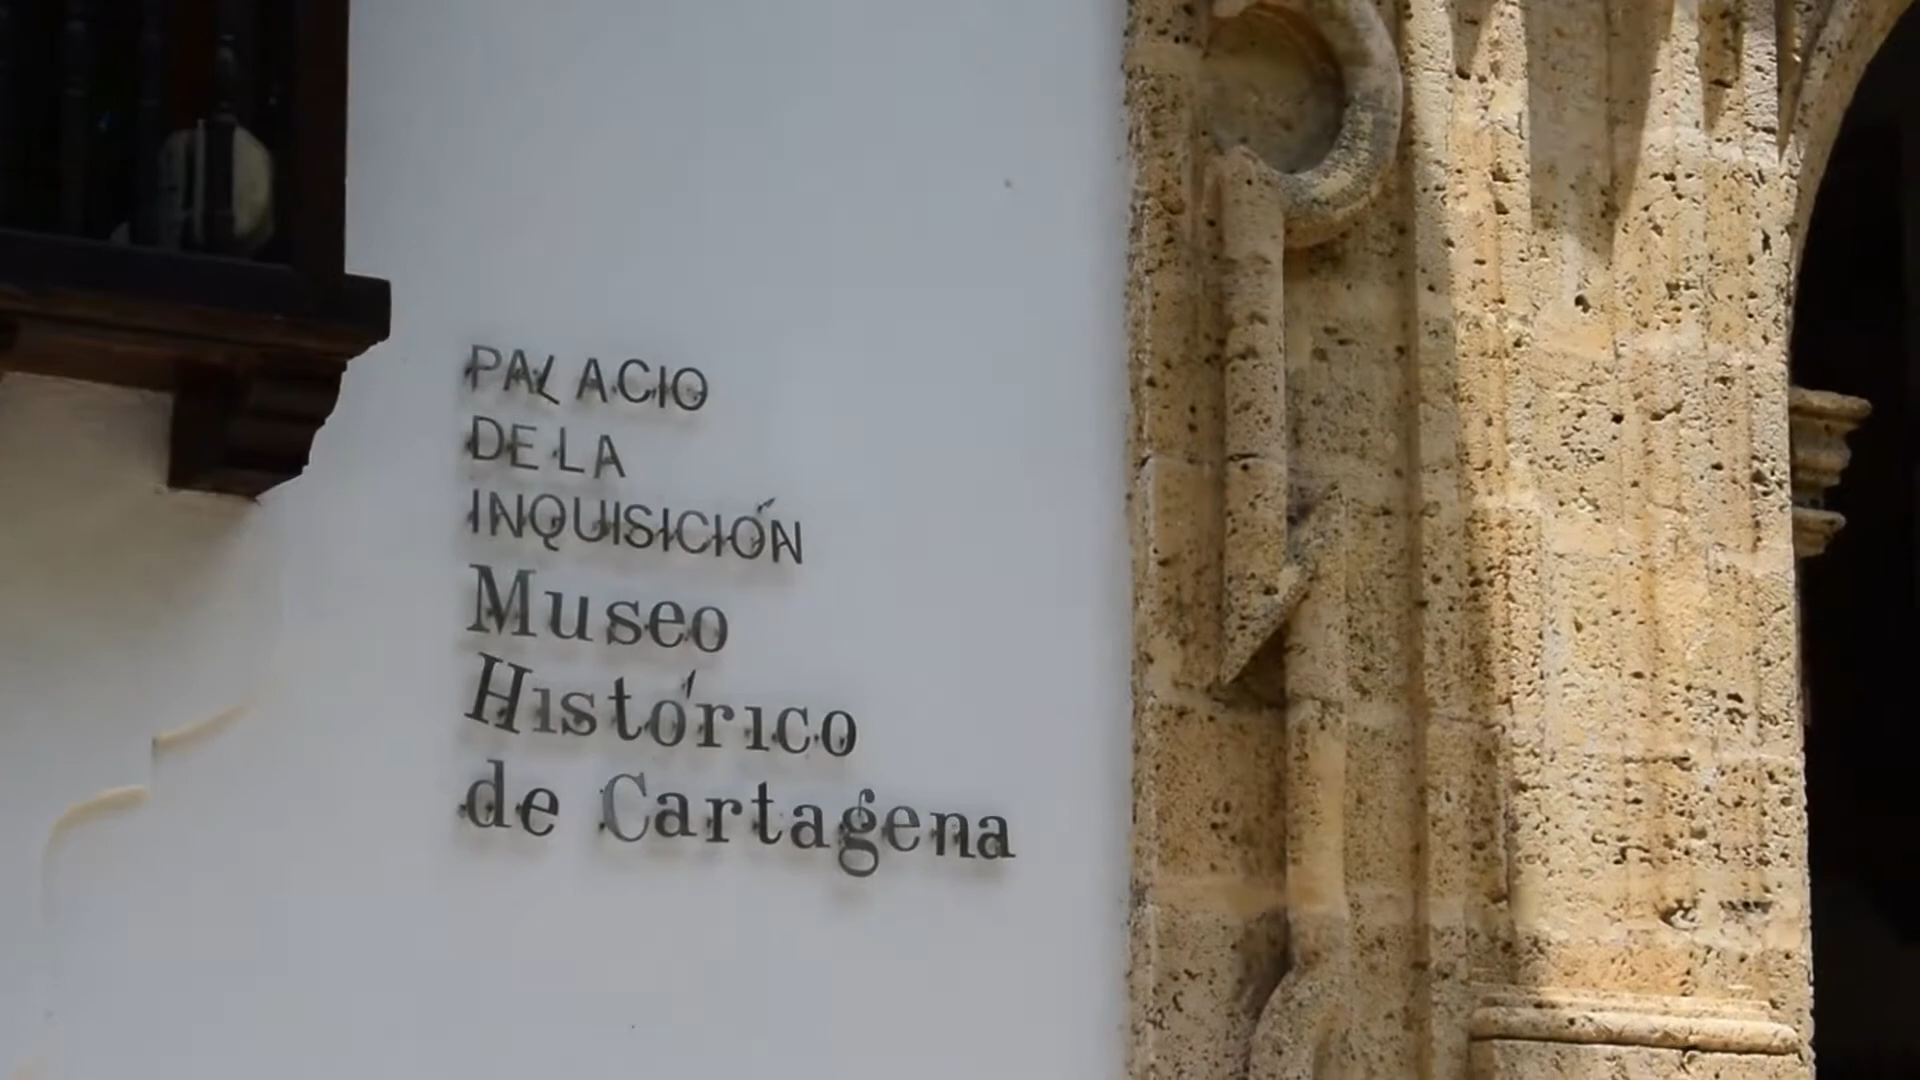 PALACIO
DE LA
INQUISICIÓN
Museo
Histórico
de Cartagena